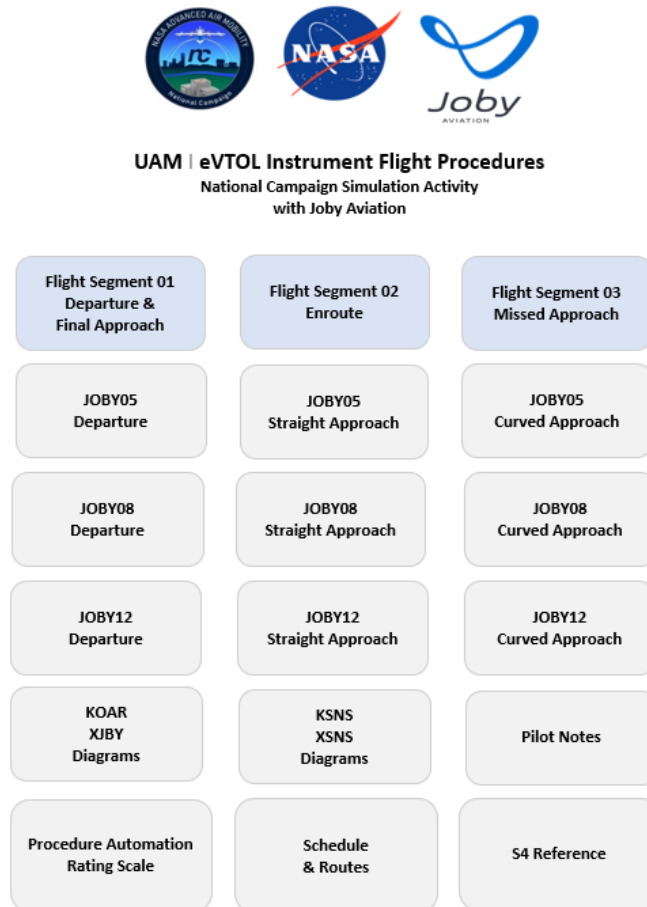 NASA ADVANCED AIR MOBILITY
nc
National Campaign
NASA
Joby
AVIATION
UAM | eVTOL Instrument Flight Procedures
National Campaign Simulation Activity
with Joby Aviation
Flight Segment 01
Departure &
Final Approach
Flight Segment 02
Enroute
Flight Segment 03
Missed Approach
JOBY05
Departure
JOBY05
Straight Approach
JOBY05
Curved Approach
JOBY08
Departure
JOBY08
Straight Approach
JOBY08
Curved Approach
JOBY12
Departure
JOBY12
Straight Approach
JOBY12
Curved Approach
KOAR
XJBY
Diagrams
KSNS
XSNS
Diagrams
Pilot Notes
Procedure Automation
Rating Scale
Schedule
& Routes
S4 Reference